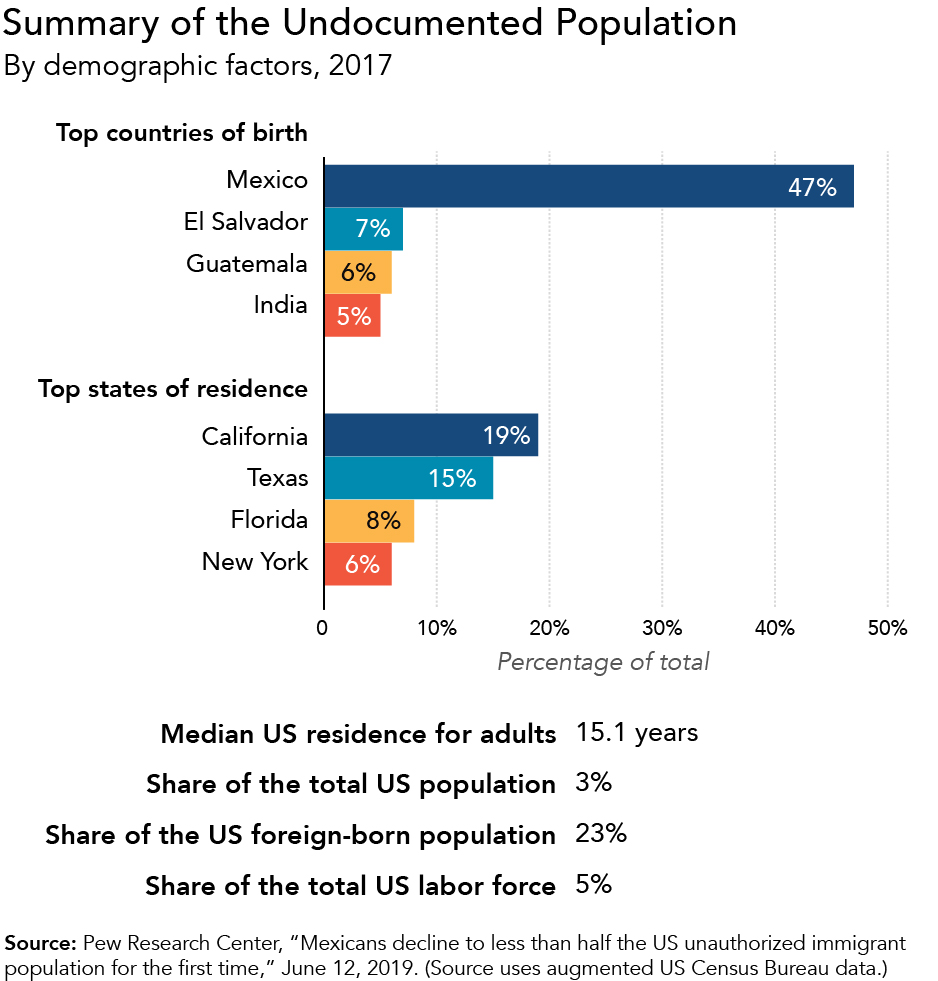 Summary of the Undocumented Population
By demographic factors, 2017
Top countries of birth
Mexico 47%
El Salvador 7%
Guatemala 6%
India 5%
Top states of residence
California 19%
Texas 15%
Florida 8%
New York 6%
0 10% 20% 30% 40% 50%
Percentage of total
Median US residence for adults 15.1 years
Share of the total US population 3%
Share of the US foreign-born population 23%
Share of the total US labor force 5%
Source: Pew Research Center, “Mexicans decline to less than half the US unauthorized immigrant
population for the first time,” June 12, 2019. (Source uses augmented US Census Bureau data.)